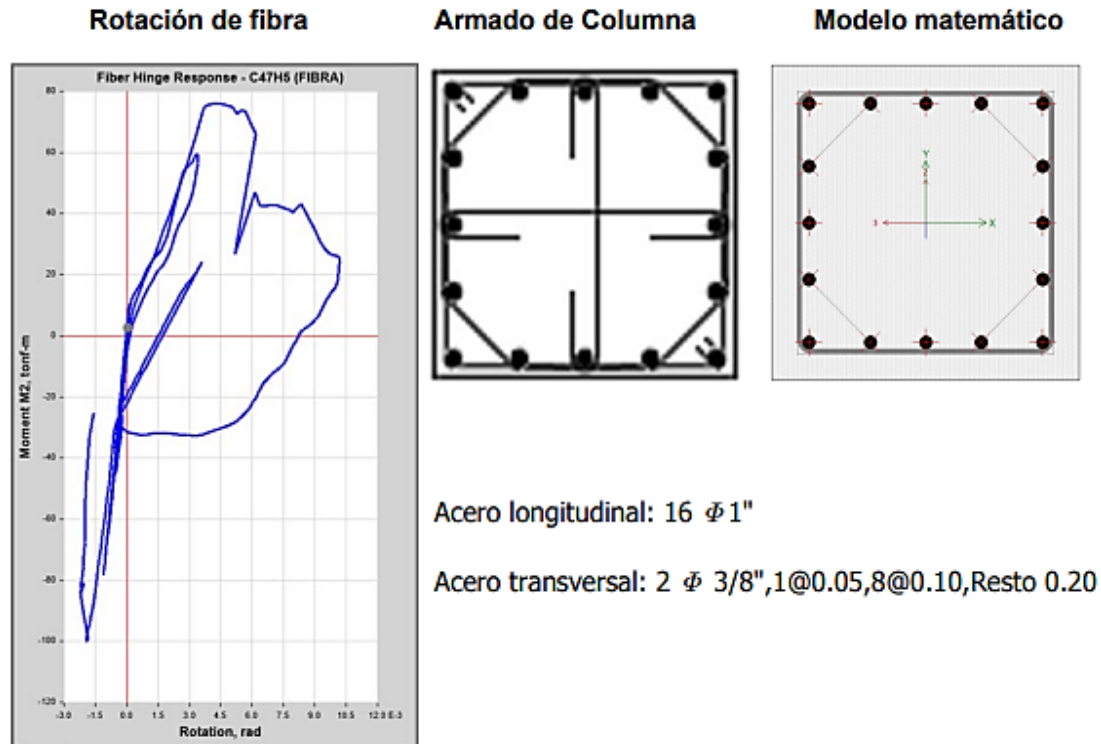 Rotación de fibra
Armado de Columna
Modelo matemático
Fiber Hinge Response - C47H5 (FIBRA)
80
60
40
20
0
-20
-40
-60
-80
-100
-120
Moment M2, tonf-m
-3.0 -1.5 0.0 1.5 3.0 4.5 6.0 7.5 9.0 10.5 12.0 E-3
Rotation, rad
Y
X
3
Acero longitudinal: 16 Φ1"
Acero transversal: 2 Φ 3/8",1@0.05,8@0.10,Resto 0.20